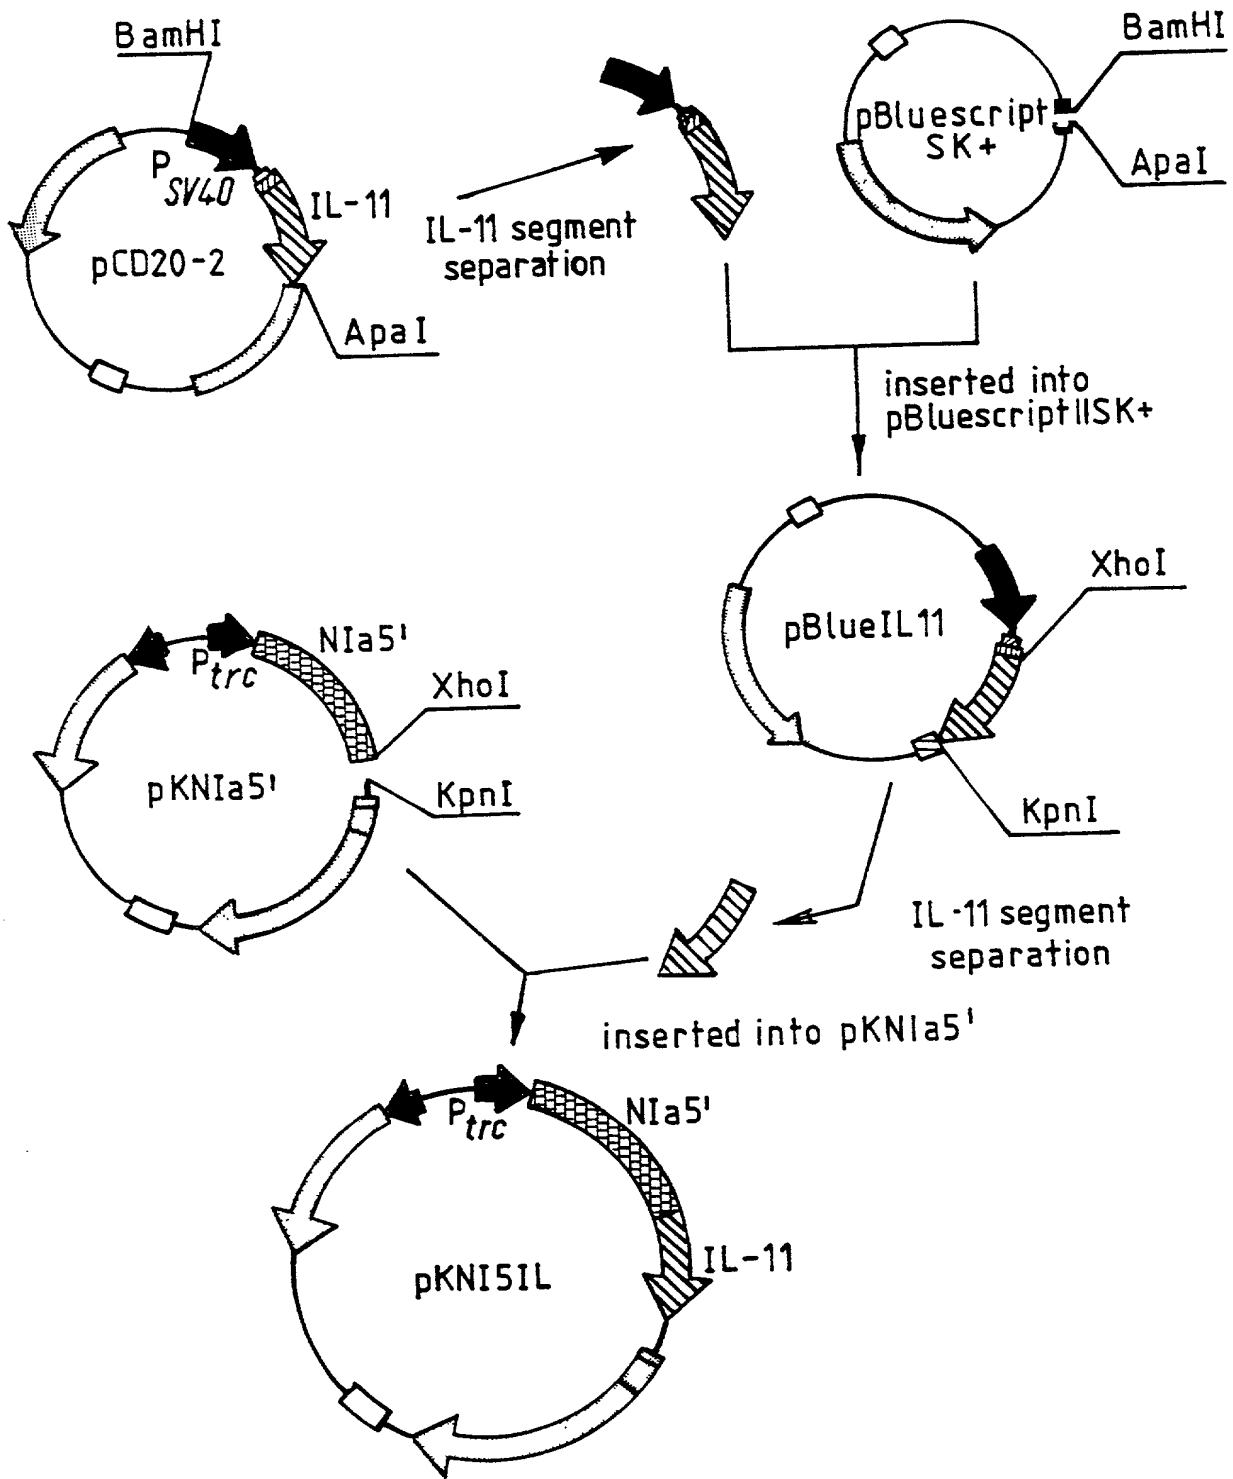 BamHI
P
SV40
IL-11
pCD20-2
ApaI
IL-11 segment
separation
BamHI
pBluescript
SK+
ApaI
inserted into
pBluescriptIISK+
XhoI
pBlueIL11
KpnI
NIa5'
Ptrc
XhoI
pKNIa5'
KpnI
IL-11 segment
separation
inserted into pKNIa5'
Ptrc
NIa5'
IL-11
pKNI5IL